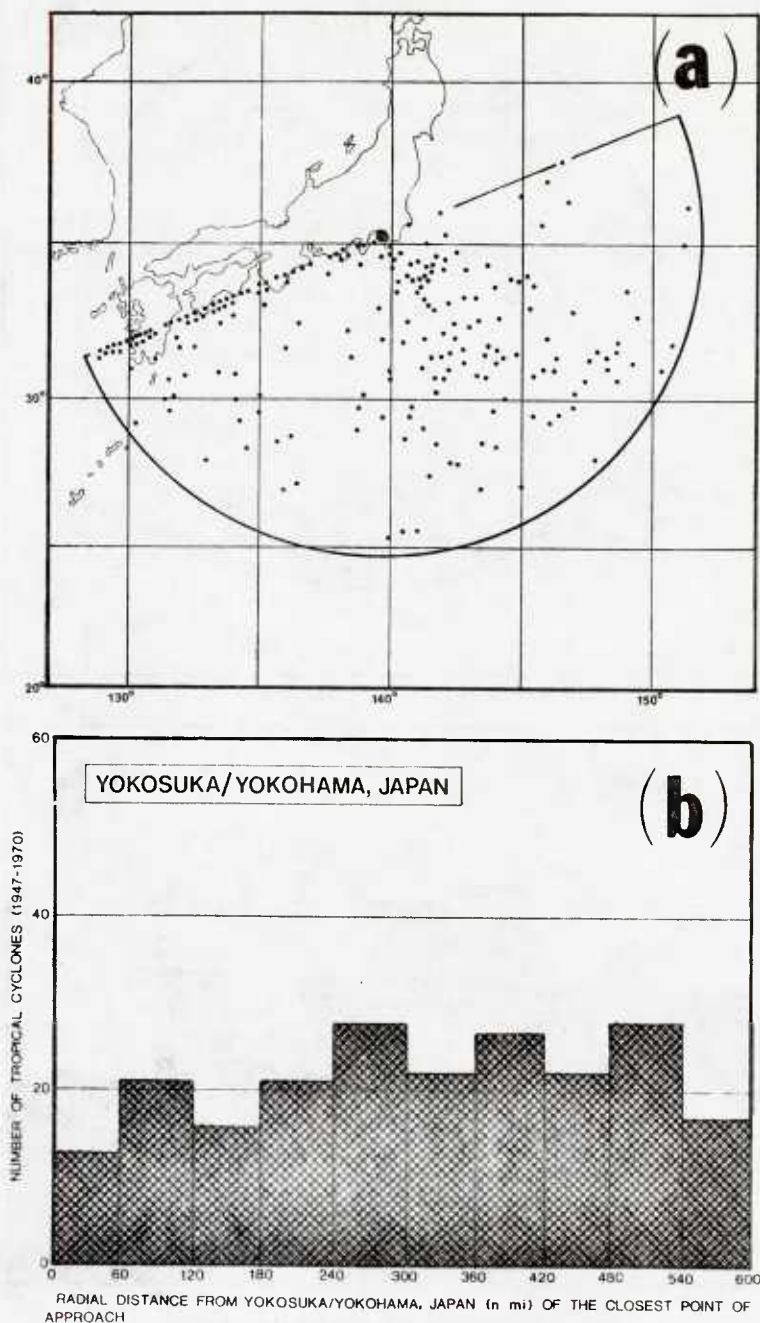 (a)
40°
30°
20°
130° 140° 150°
60
YOKOSUKA/YOKOHAMA, JAPAN
(b)
40
20
0
NUMBER OF TROPICAL CYCLONES (1947-1970)
0 60 120 180 240 300 360 420 480 540 600
RADIAL DISTANCE FROM YOKOSUKA/YOKOHAMA, JAPAN (n mi) OF THE CLOSEST POINT OF
APPROACH